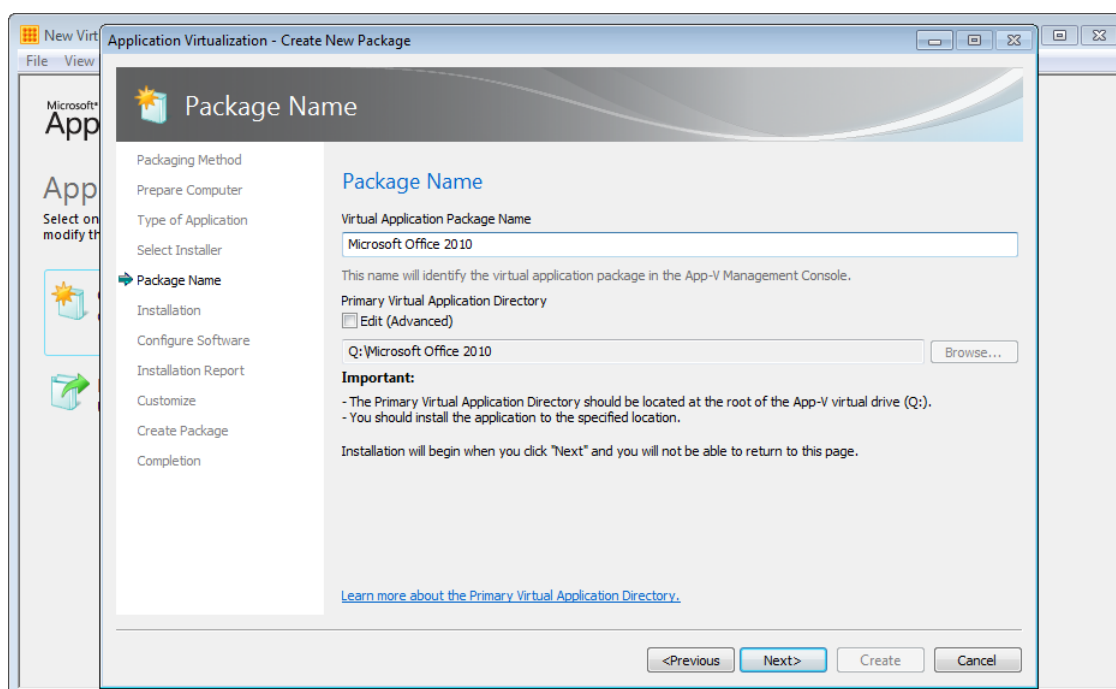 New Virt
File View
Microsoft®
App
App
Select on
modify th
Application Virtualization - Create New Package
Package Name
Packaging Method
Prepare Computer
Type of Application
Select Installer
Package Name
Installation
Configure Software
Installation Report
Customize
Create Package
Completion
Package Name
Virtual Application Package Name
Microsoft Office 2010
This name will identify the virtual application package in the App-V Management Console.
Primary Virtual Application Directory
Edit (Advanced)
Q:\Microsoft Office 2010
Browse...
Important:
- The Primary Virtual Application Directory should be located at the root of the App-V virtual drive (Q:).
- You should install the application to the specified location.
Installation will begin when you click "Next" and you will not be able to return to this page.
Learn more about the Primary Virtual Application Directory.
<Previous
Next>
Create
Cancel